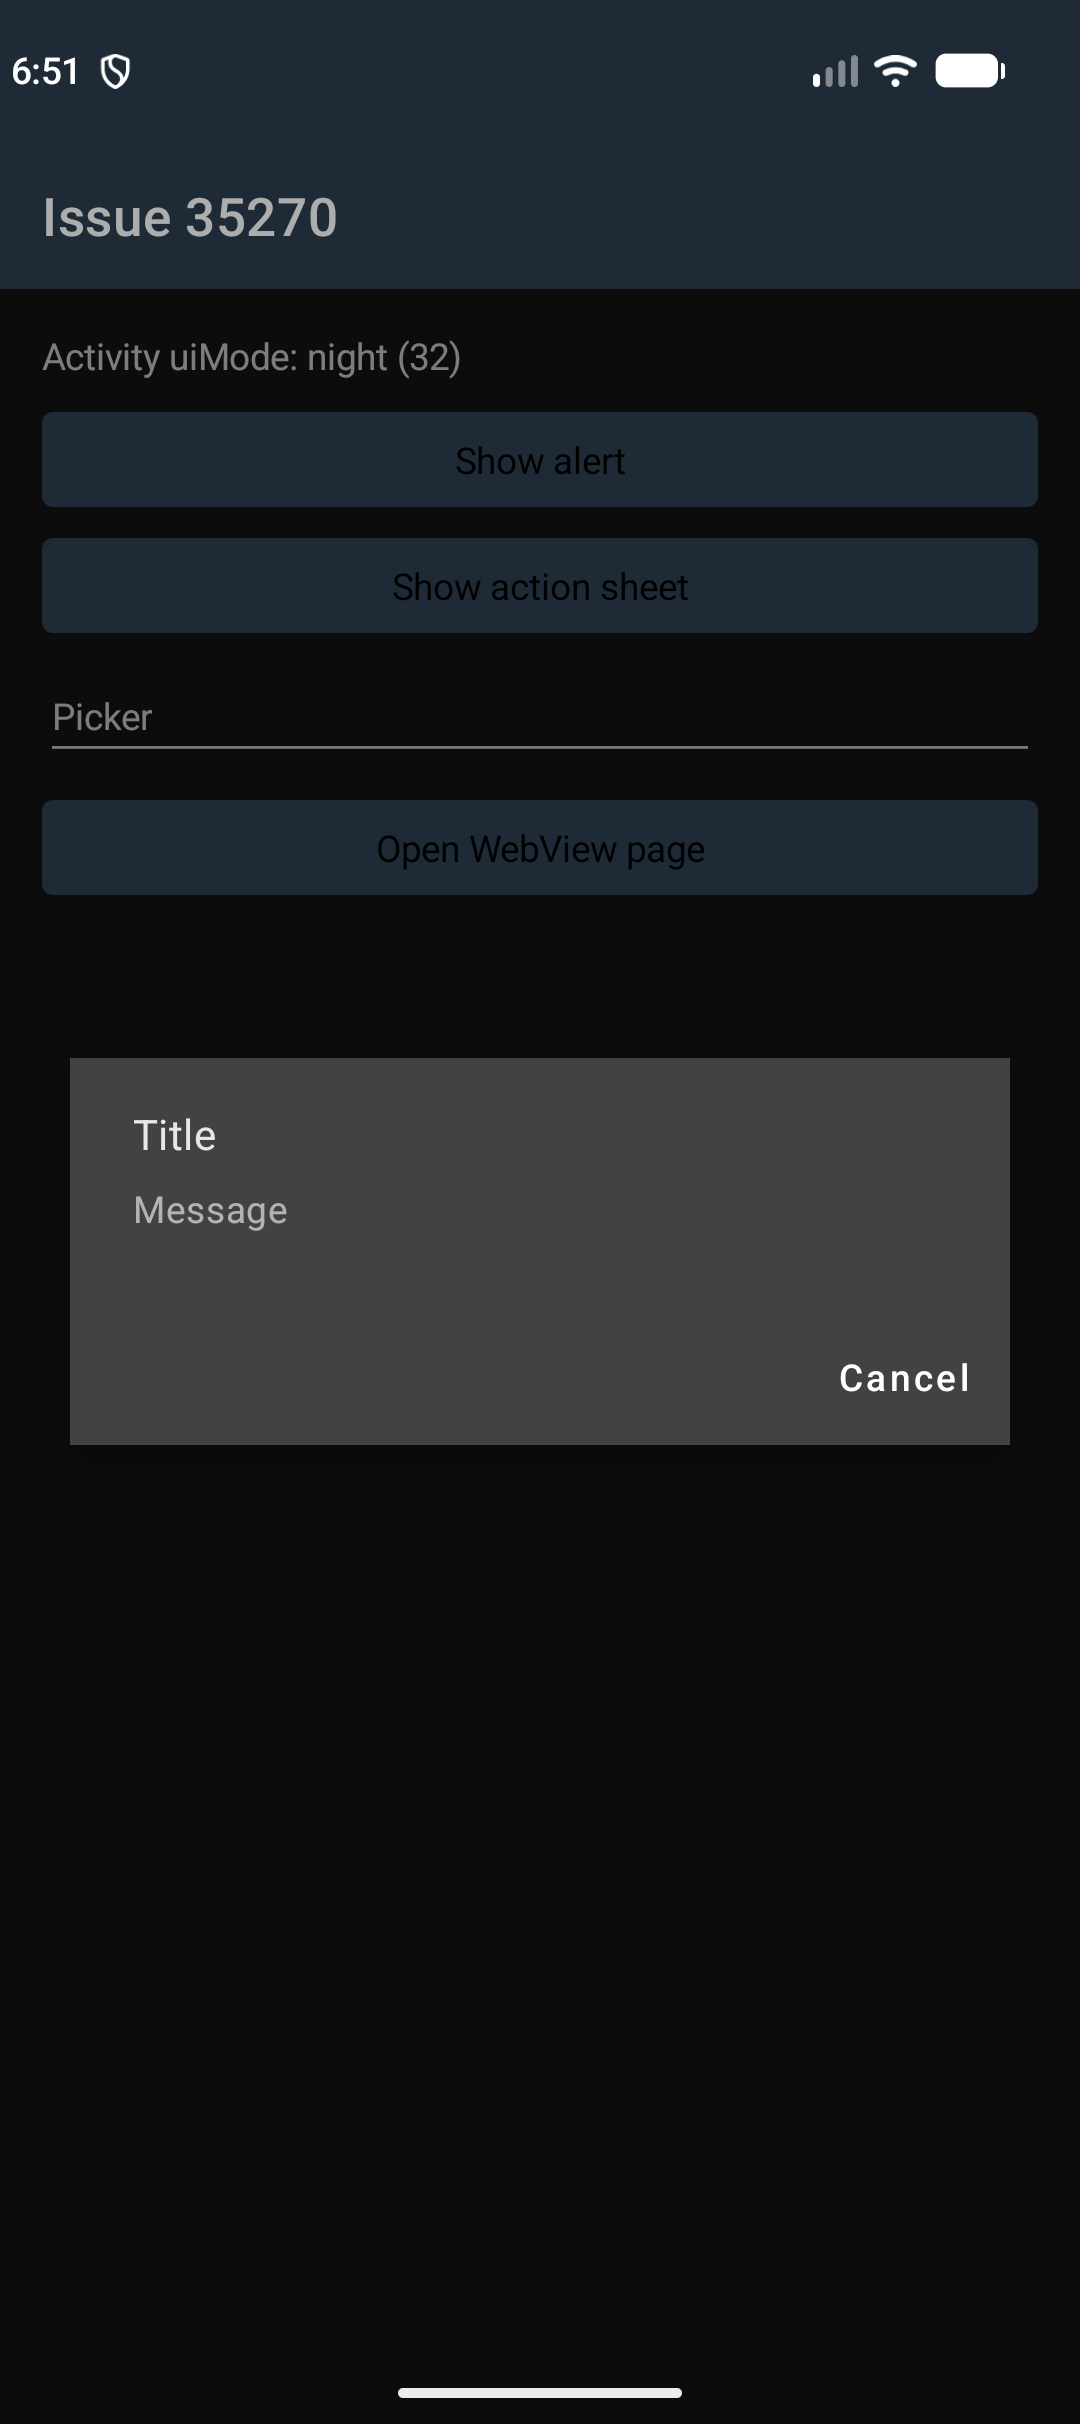 6:51
Issue 35270
Activity uiMode: night (32)
Show alert
Show action sheet
Picker
Open WebView page
Title
Message
Cancel